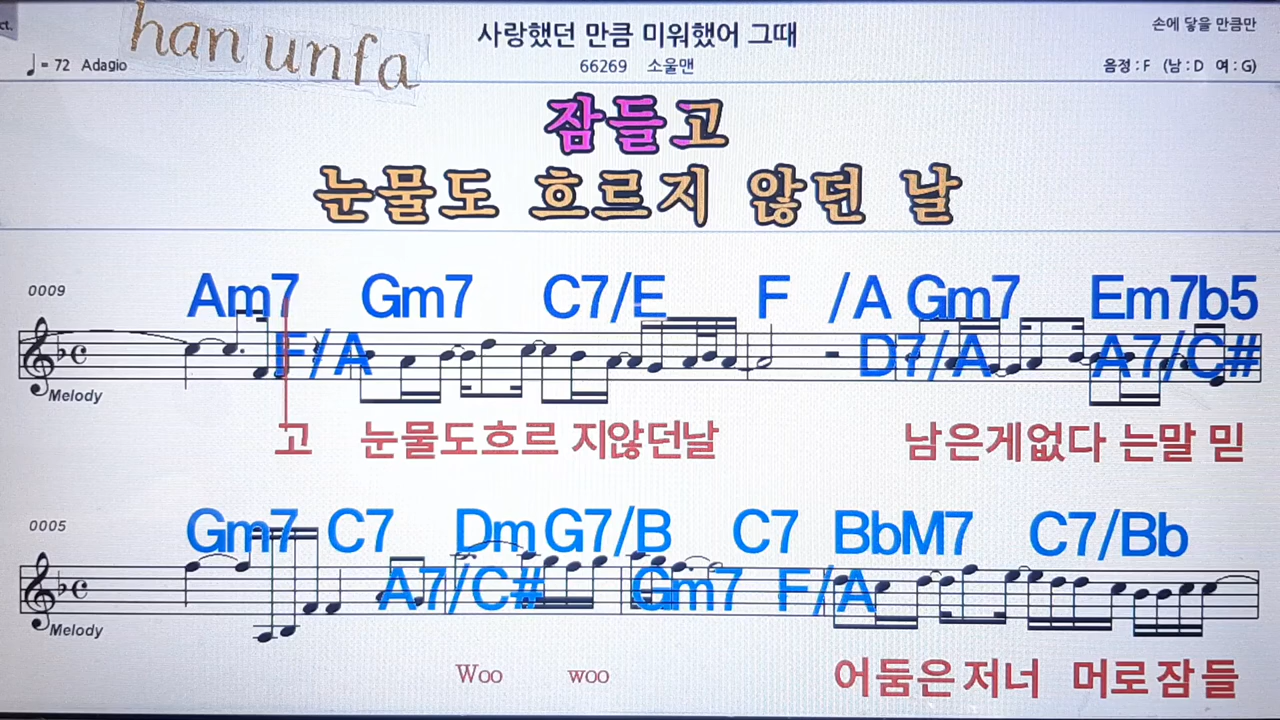 ct.
han unfa
사랑했던 만큼 미워했어 그때
손에 닿을 만큼만
♩= 72 Adagio
66269 소울맨
음정 : F (남 : D 여 : G)
잠들고
눈물도 흐르지 않던 날
0009
Am7 Gm7 C7/E F /A Gm7 Em7b5
F/A D7/A A7/C#
Melody
고 눈물도흐르 지않던날 남은게없다 는말 믿
0005
Gm7 C7 Dm G7/B C7 BbM7 C7/Bb
A7/C# Gm7 F/A
Melody
Woo woo 어둠은저너 머로잠들